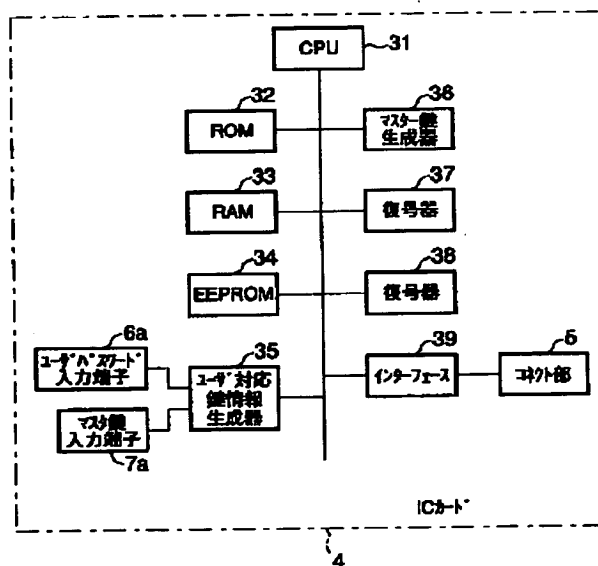 CPU
31
32
ROM
36
マスター鍵
生成器
33
RAM
37
復号器
34
EEPROM
38
復号器
6a
ユーザパスワード
入力端子
35
ユーザ対応
鍵情報
生成器
39
インターフェース
5
コネクト部
マスタ鍵
入力端子
7a
ICカード
4